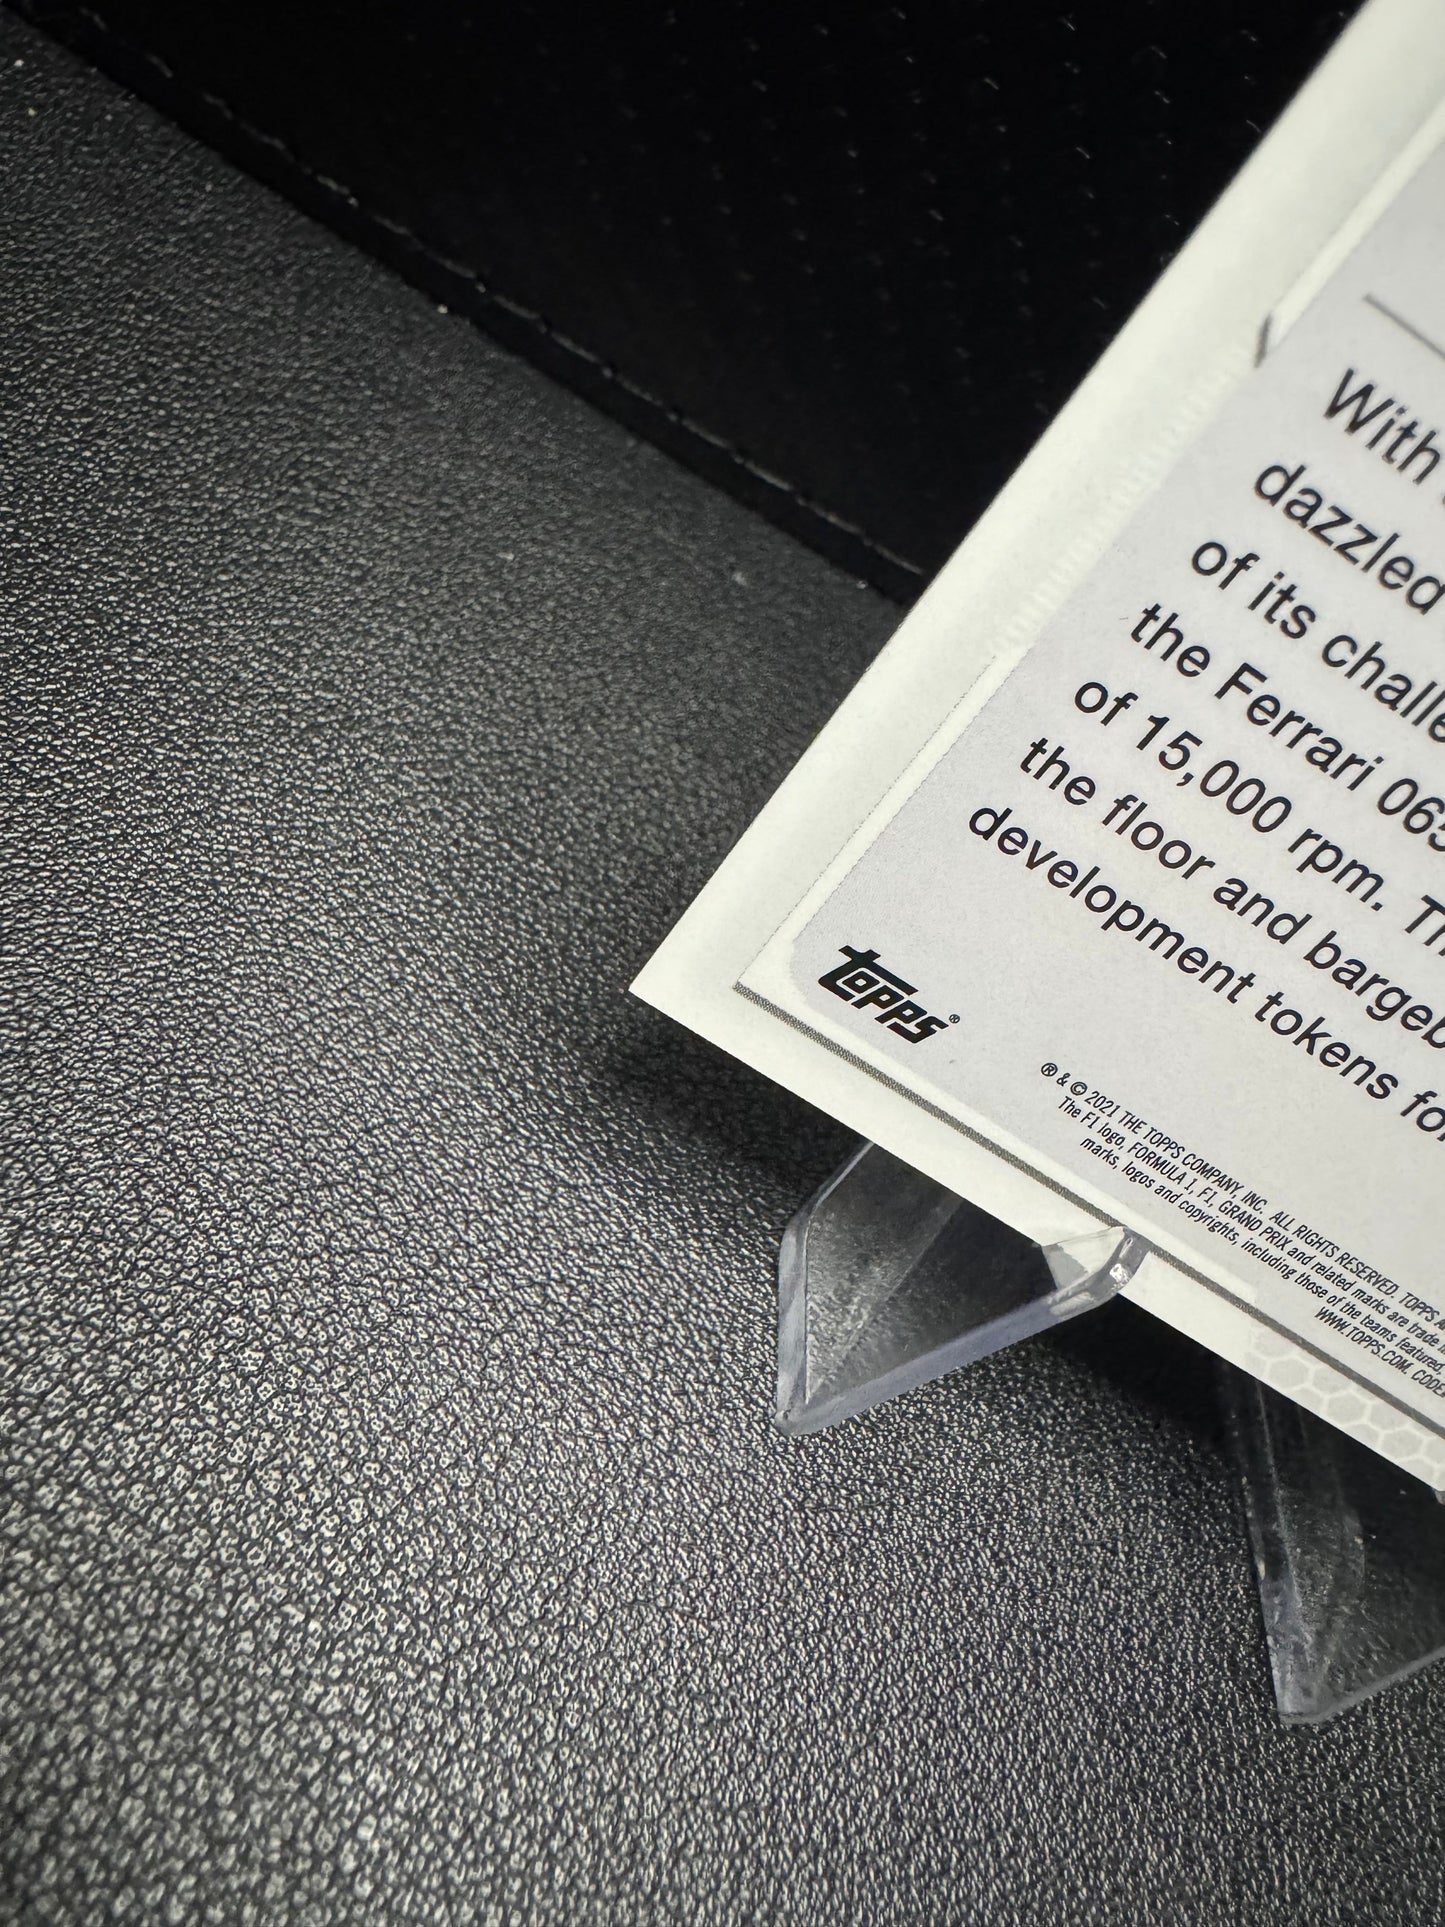 With
dazzled
of its challe
the Ferrari 065
of 15,000 rpm. Th
the floor and bargeb
development tokens for
TOPPS®
® & © 2021 THE TOPPS COMPANY, INC. ALL RIGHTS RESERVED. TOPPS
The F1 logo, FORMULA 1, F1, GRAND PRIX and related marks are trade
marks, logos and copyrights, including those of the teams featured
WWW.TOPPS.COM. CODE